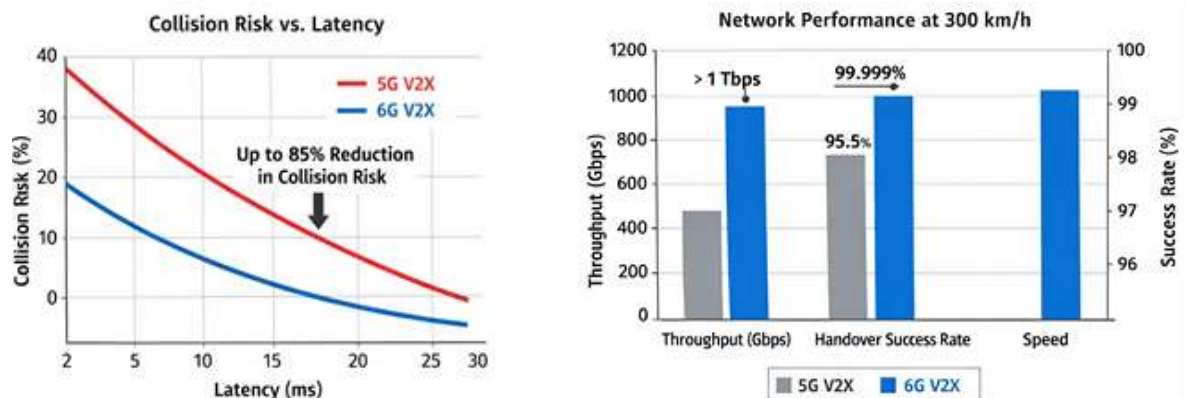 Collision Risk vs. Latency
40
30
20
10
0
Collision Risk (%)
5G V2X
6G V2X
Up to 85% Reduction
in Collision Risk
2 5 10 15 20 25 30
Latency (ms)
Network Performance at 300 km/h
1200
1000
800
600
400
200
0
Throughput (Gbps)
> 1 Tbps
99.999%
95.5%
100
99
98
97
96
Success Rate (%)
Throughput (Gbps) Handover Success Rate Speed
5G V2X 6G V2X